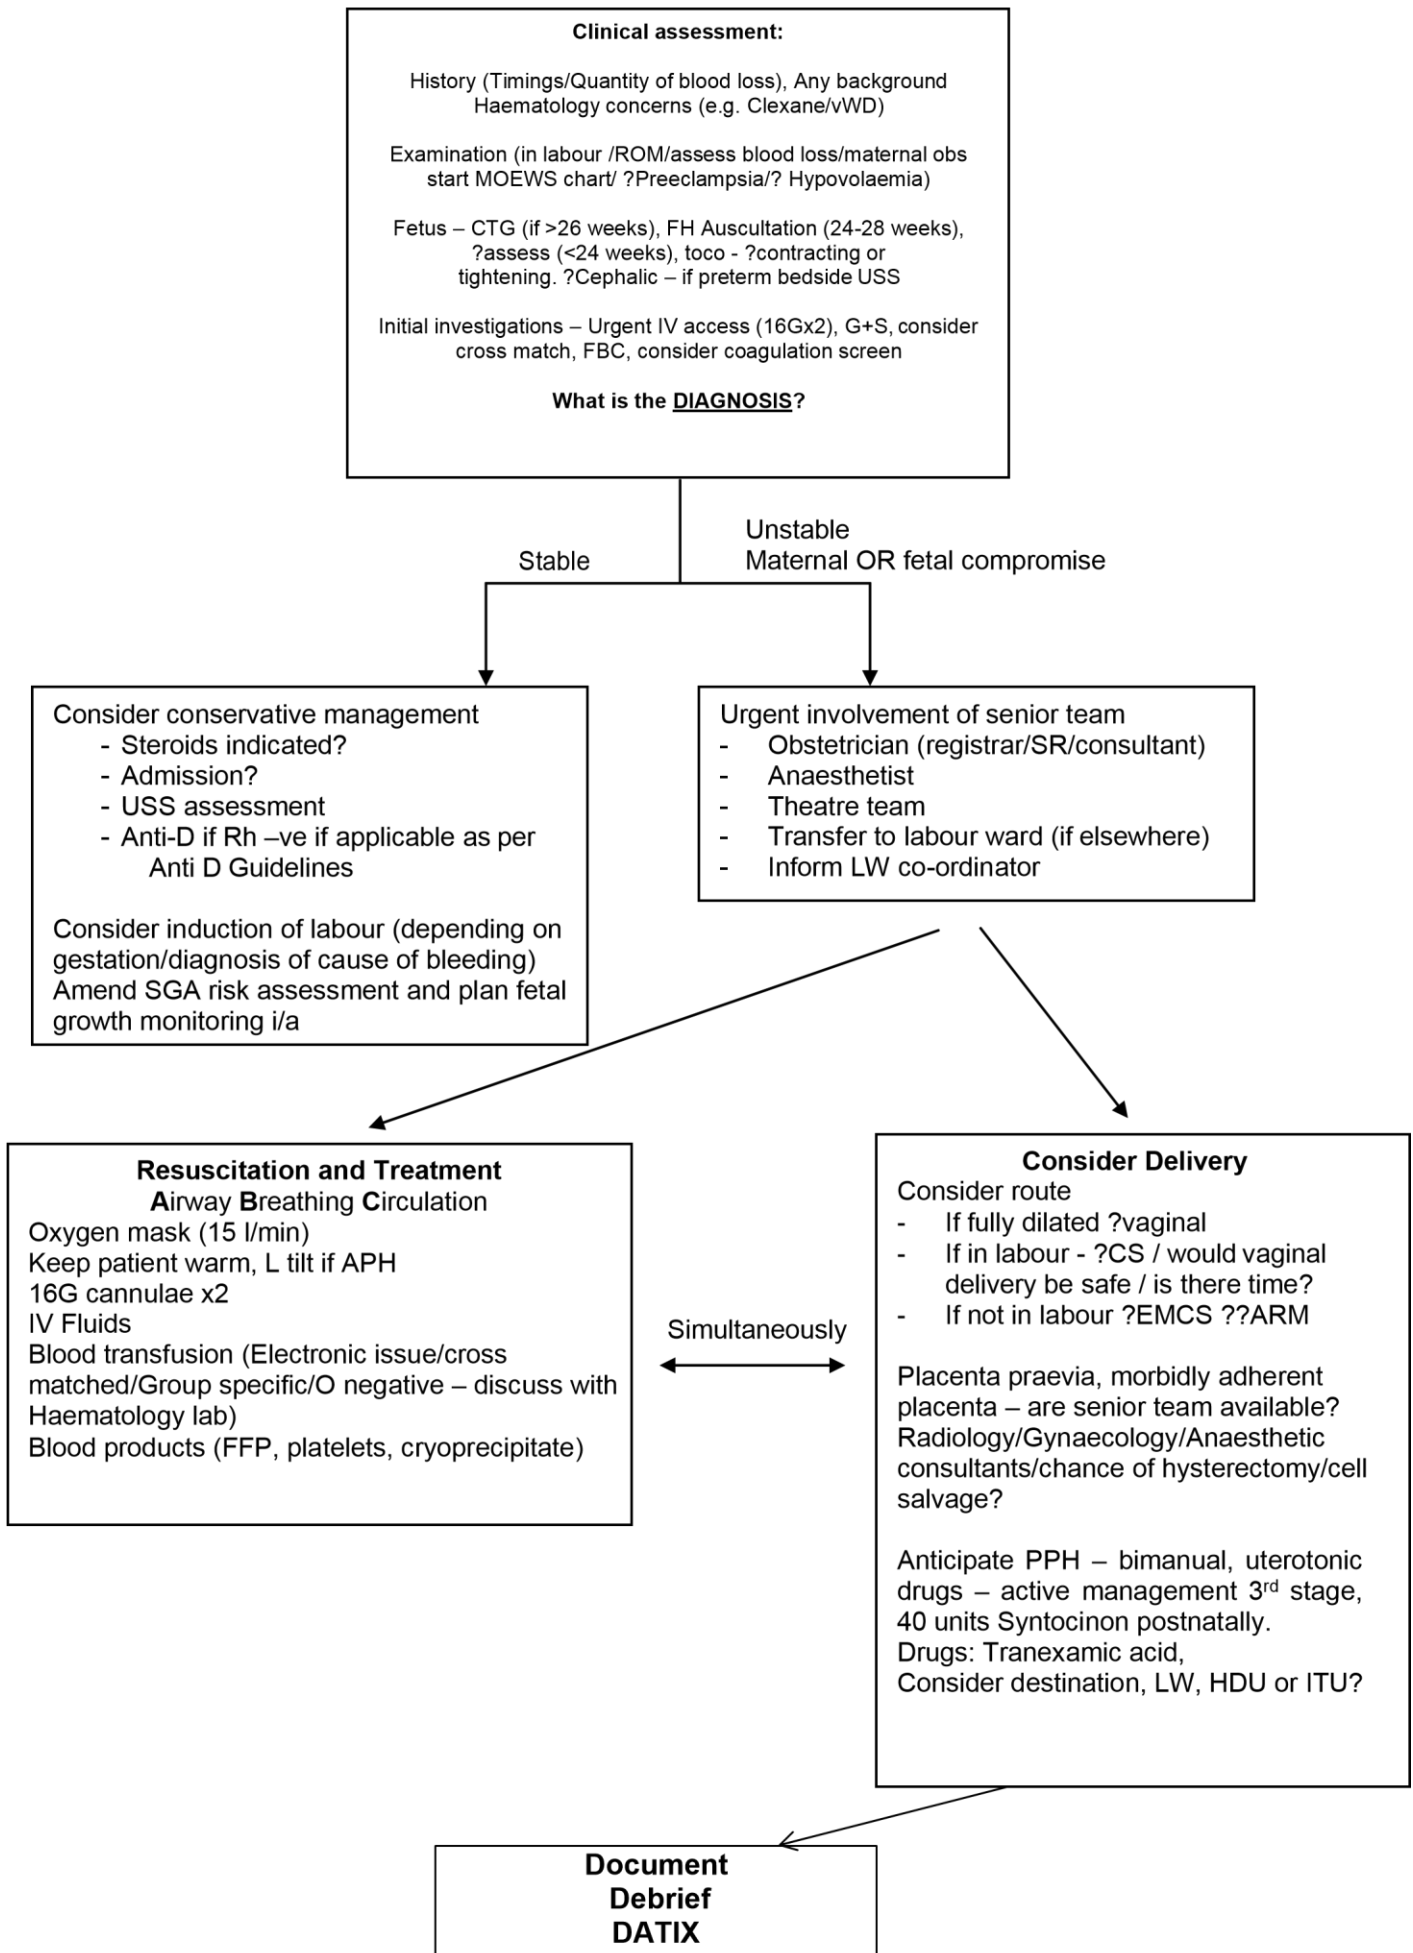 Clinical assessment:
History (Timings/Quantity of blood loss), Any background
Haematology concerns (e.g. Clexane/vWD)
Examination (in labour /ROM/assess blood loss/maternal obs
start MOEWS chart/ ?Preeclampsia/? Hypovolaemia)
Fetus – CTG (if >26 weeks), FH Auscultation (24-28 weeks),
?assess (<24 weeks), toco - ?contracting or
tightening. ?Cephalic – if preterm bedside USS
Initial investigations – Urgent IV access (16Gx2), G+S, consider
cross match, FBC, consider coagulation screen
What is the DIAGNOSIS?
Stable
Unstable
Maternal OR fetal compromise
Consider conservative management
- Steroids indicated?
- Admission?
- USS assessment
- Anti-D if Rh –ve if applicable as per
Anti D Guidelines
Consider induction of labour (depending on
gestation/diagnosis of cause of bleeding)
Amend SGA risk assessment and plan fetal
growth monitoring i/a
Urgent involvement of senior team
- Obstetrician (registrar/SR/consultant)
- Anaesthetist
- Theatre team
- Transfer to labour ward (if elsewhere)
- Inform LW co-ordinator
Resuscitation and Treatment
Airway Breathing Circulation
Oxygen mask (15 l/min)
Keep patient warm, L tilt if APH
16G cannulae x2
IV Fluids
Blood transfusion (Electronic issue/cross
matched/Group specific/O negative – discuss with
Haematology lab)
Blood products (FFP, platelets, cryoprecipitate)
Simultaneously
Consider Delivery
Consider route
- If fully dilated ?vaginal
- If in labour - ?CS / would vaginal
delivery be safe / is there time?
- If not in labour ?EMCS ??ARM
Placenta praevia, morbidly adherent
placenta – are senior team available?
Radiology/Gynaecology/Anaesthetic
consultants/chance of hysterectomy/cell
salvage?
Anticipate PPH – bimanual, uterotonic
drugs – active management 3rd stage,
40 units Syntocinon postnatally.
Drugs: Tranexamic acid,
Consider destination, LW, HDU or ITU?
Document
Debrief
DATIX